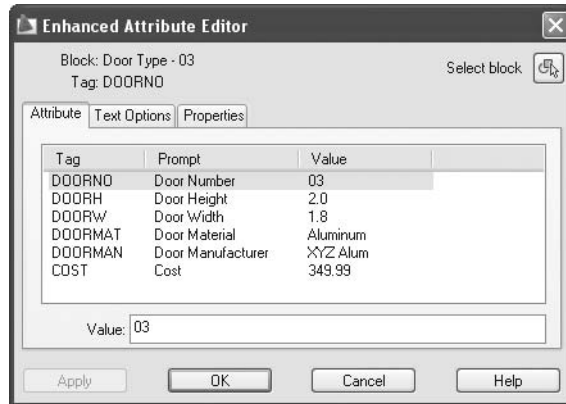 Enhanced Attribute Editor
Block: Door Type - 03
Tag: DOORNO
Select block
Attribute Text Options Properties
Tag Prompt Value
DOORNO Door Number 03
DOORH Door Height 2.0
DOORW Door Width 1.8
DOORMAT Door Material Aluminum
DOORMAN Door Manufacturer XYZ Alum
COST Cost 349.99
Value: 03
Apply OK Cancel Help